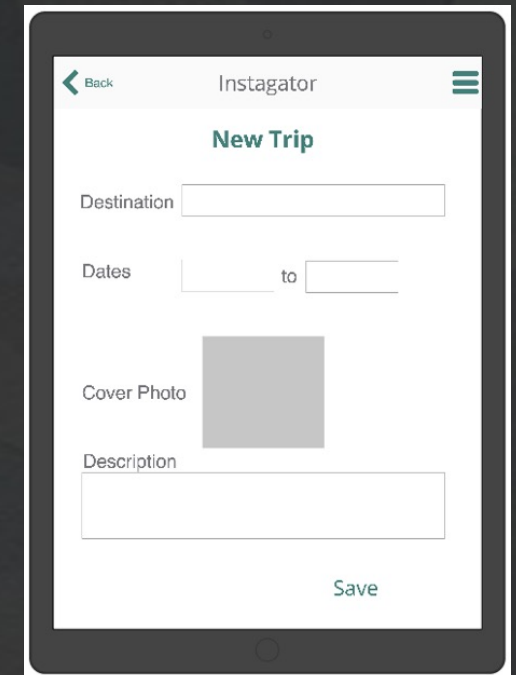 Back Instagator
New Trip
Destination
Dates to
Cover Photo
Description
Save